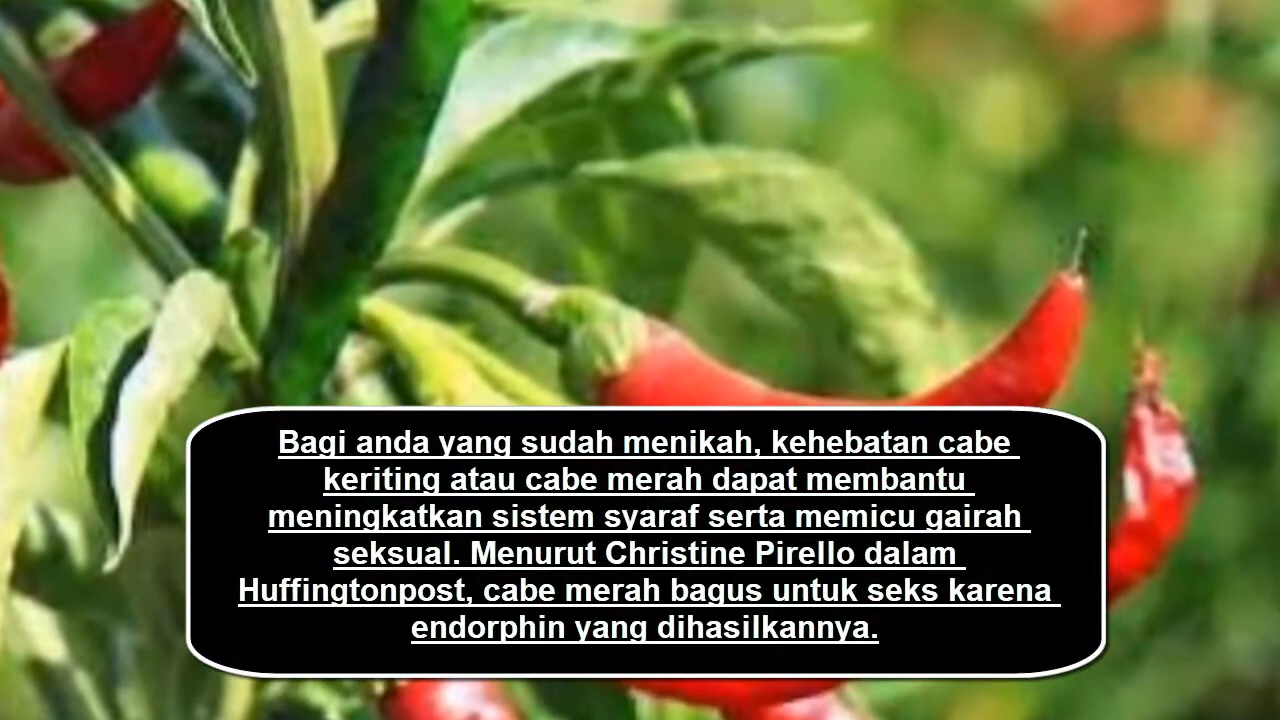 Bagi anda yang sudah menikah, kehebatan cabe
keriting atau cabe merah dapat membantu
meningkatkan sistem syaraf serta memicu gairah
seksual. Menurut Christine Pirello dalam
Huffingtonpost, cabe merah bagus untuk seks karena
endorphin yang dihasilkannya.